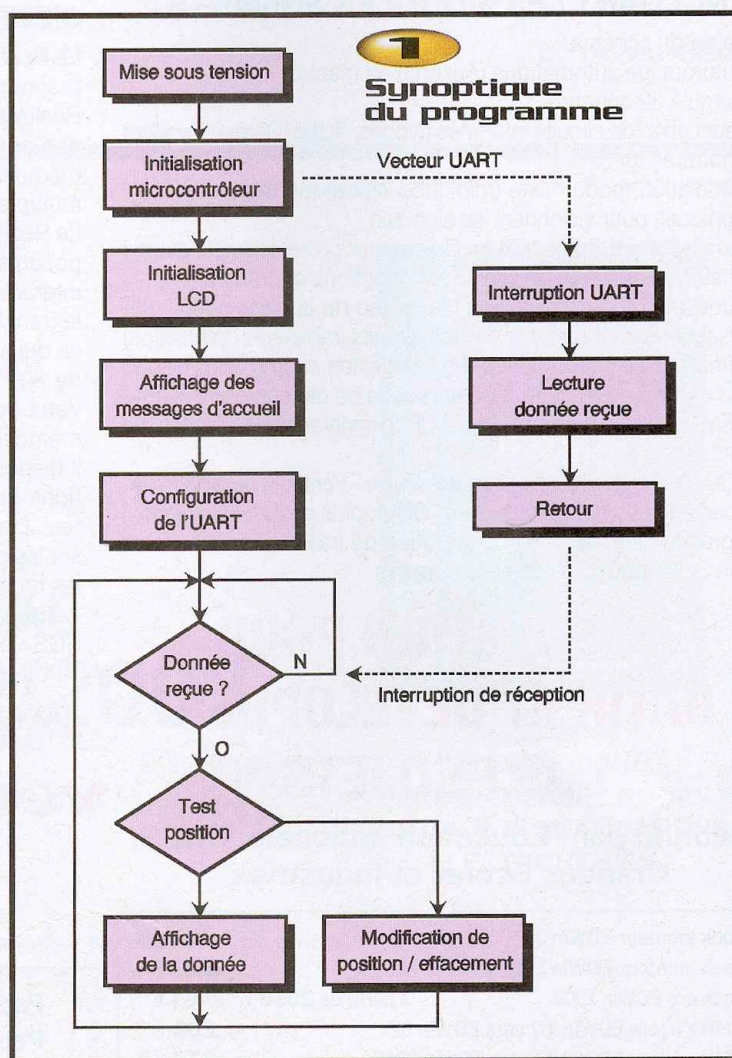 1
Synoptique
du programme
Mise sous tension
Initialisation
microcontrôleur
Vecteur UART
Initialisation
LCD
Interruption UART
Affichage des
messages d'accueil
Lecture
donnée reçue
Configuration
de l'UART
Retour
Donnée
reçue ?
N
Interruption de réception
O
Test
position
Affichage
de la donnée
Modification de
position / effacement